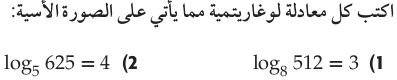 اكتب كل معادلة لوغاريتمية مما يأتي على الصورة الأسية:
(1 log₈ 512 = 3 (2 log₅ 625 = 4